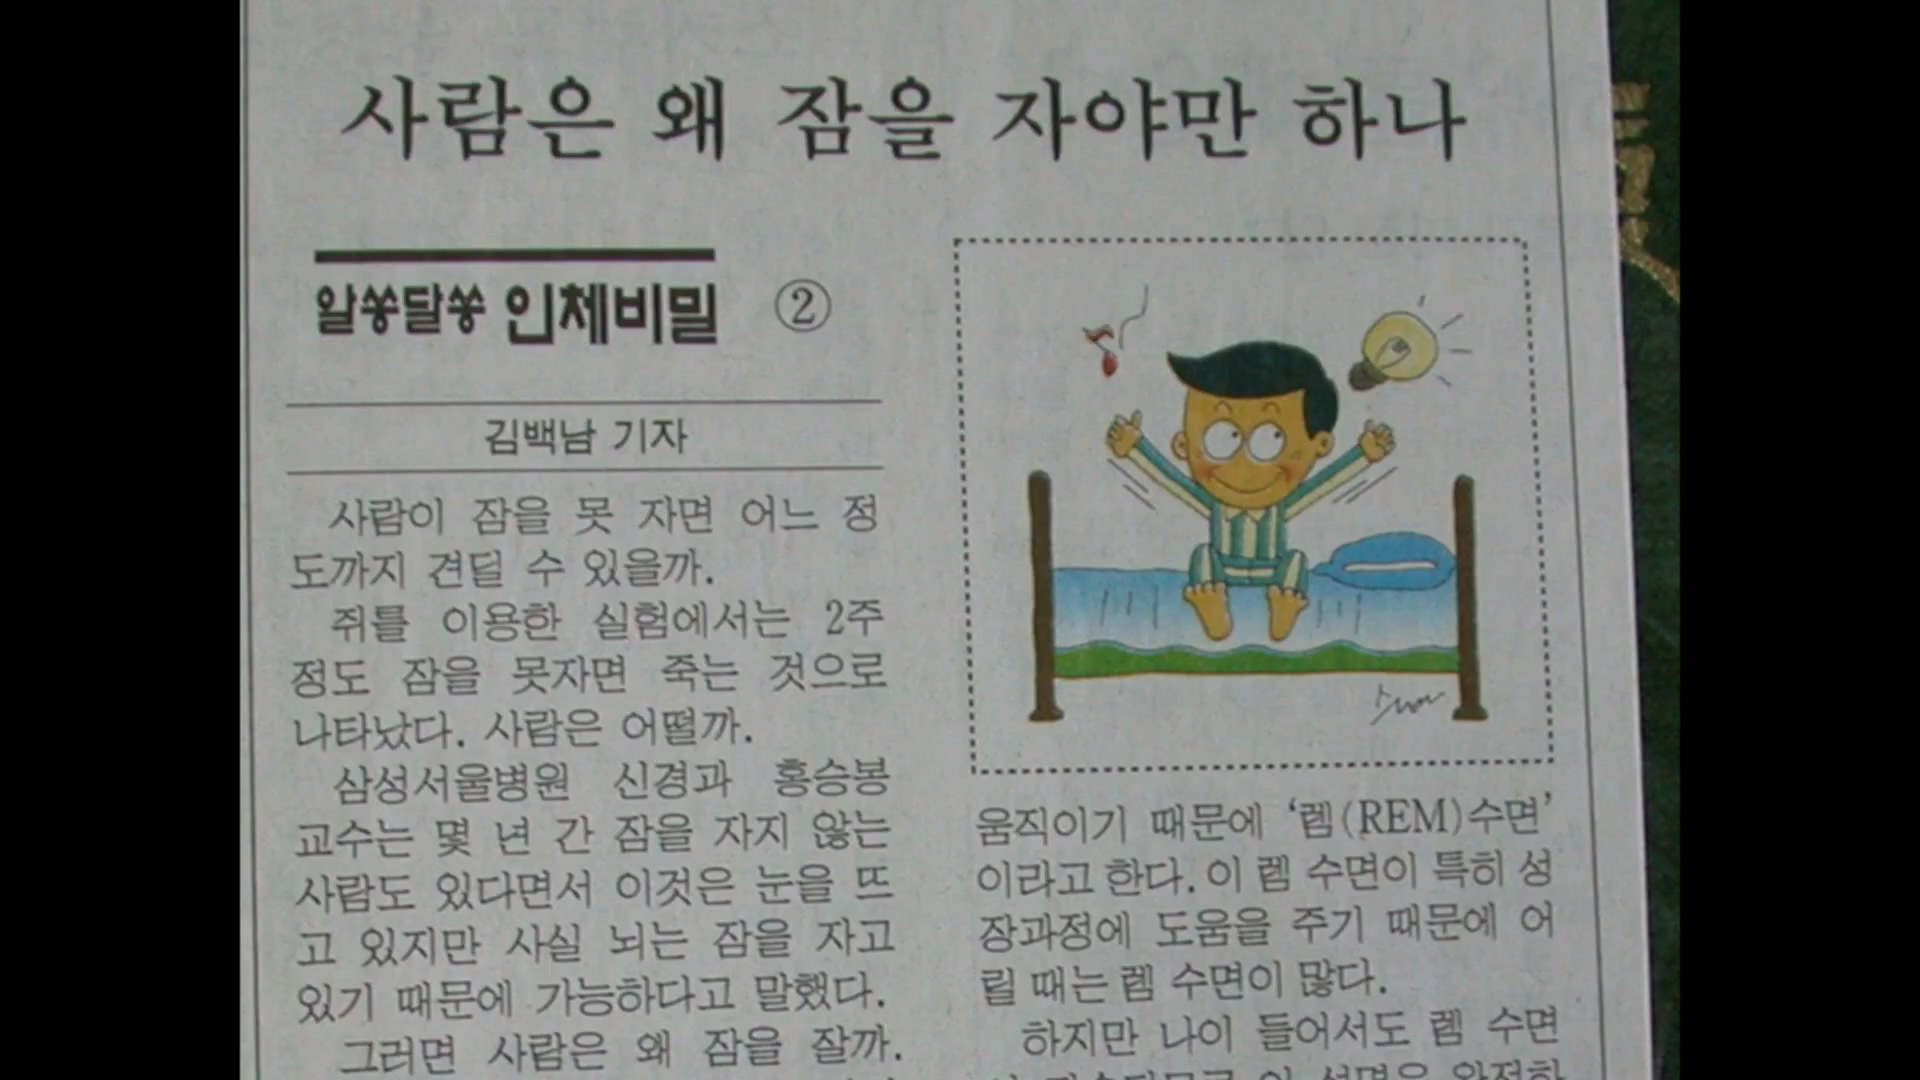 사람은 왜 잠을 자야만 하나
알쏭달쏭 인체비밀 ②
김백남 기자
사람이 잠을 못 자면 어느 정
도까지 견딜 수 있을까.
쥐를 이용한 실험에서는 2주
정도 잠을 못자면 죽는 것으로
나타났다. 사람은 어떨까.
삼성서울병원 신경과 홍승봉
교수는 몇 년 간 잠을 자지 않는
사람도 있다면서 이것은 눈을 뜨
고 있지만 사실 뇌는 잠을 자고
있기 때문에 가능하다고 말했다.
그러면 사람은 왜 잠을 잘까.
움직이기 때문에 ‘렘(REM)수면’
이라고 한다. 이 렘 수면이 특히 성
장과정에 도움을 주기 때문에 어
릴 때는 렘 수면이 많다.
하지만 나이 들어서도 렘 수면